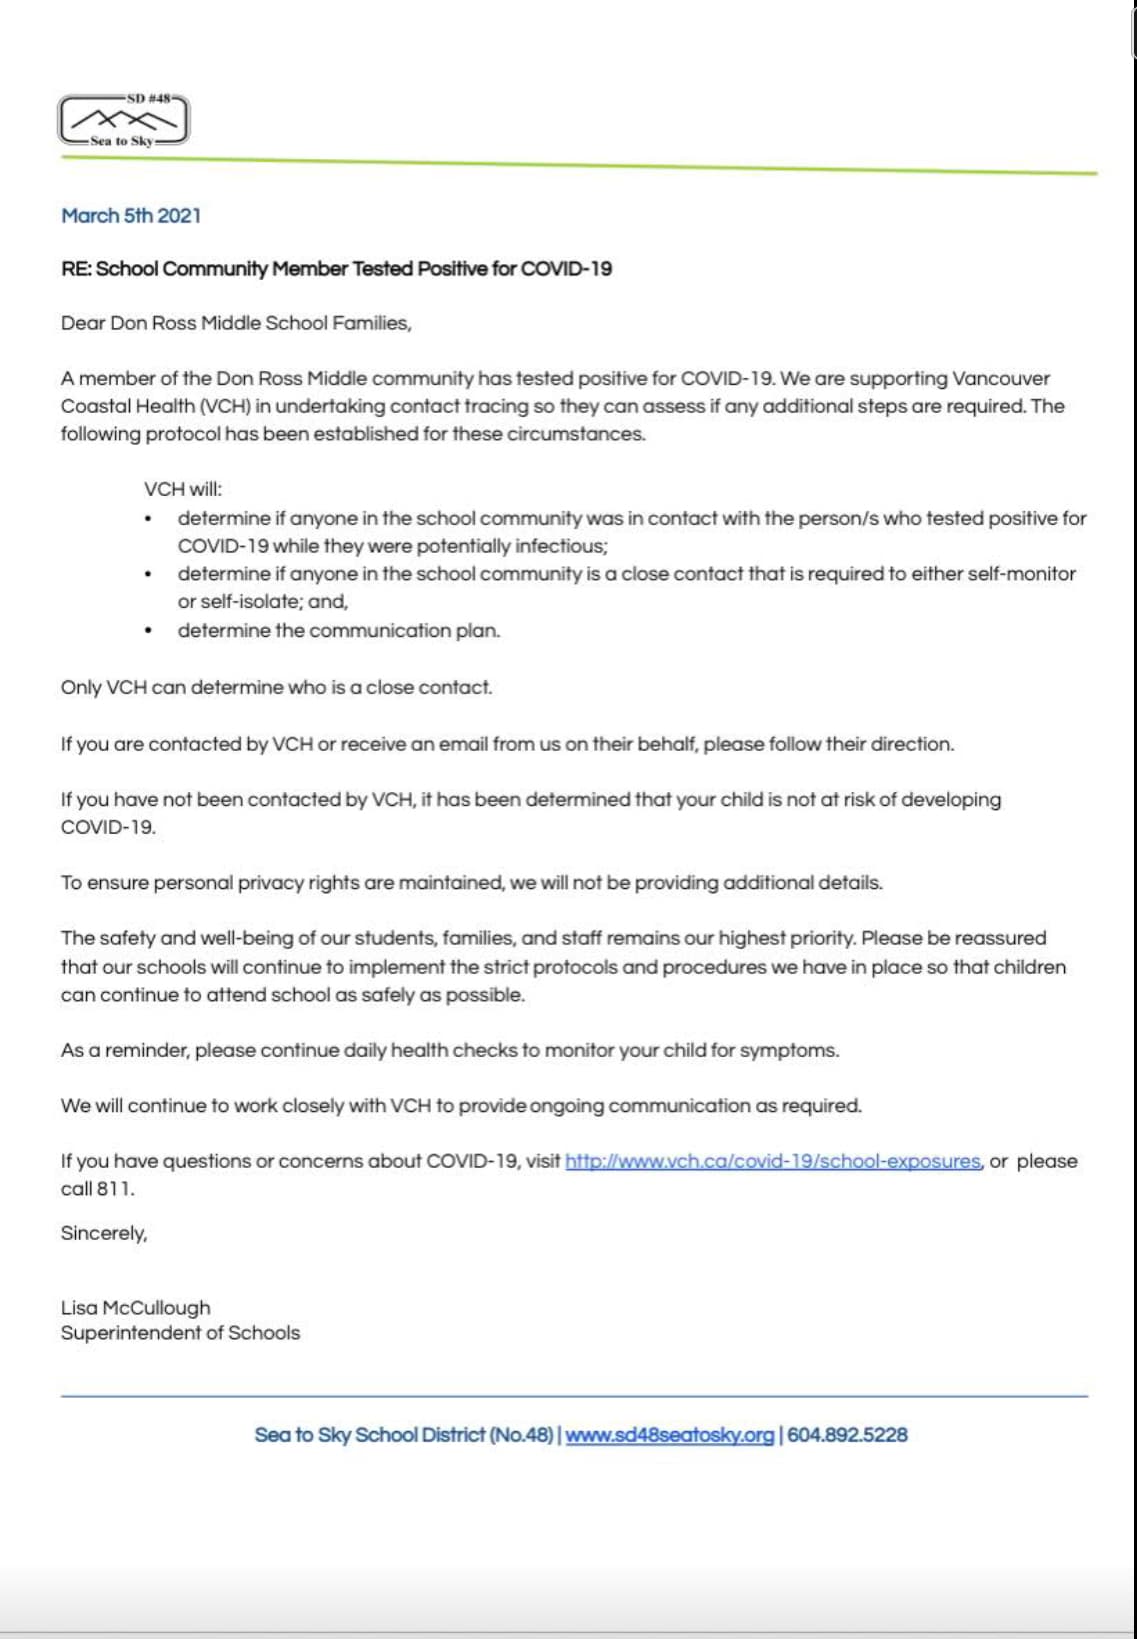 SD #48
Sea to Sky
March 5th 2021
RE: School Community Member Tested Positive for COVID-19
Dear Don Ross Middle School Families,
A member of the Don Ross Middle community has tested positive for COVID-19. We are supporting Vancouver
Coastal Health (VCH) in undertaking contact tracing so they can assess if any additional steps are required. The
following protocol has been established for these circumstances.
VCH will:
• determine if anyone in the school community was in contact with the person/s who tested positive for
COVID-19 while they were potentially infectious;
• determine if anyone in the school community is a close contact that is required to either self-monitor
or self-isolate; and,
• determine the communication plan.
Only VCH can determine who is a close contact.
If you are contacted by VCH or receive an email from us on their behalf, please follow their direction.
If you have not been contacted by VCH, it has been determined that your child is not at risk of developing
COVID-19.
To ensure personal privacy rights are maintained, we will not be providing additional details.
The safety and well-being of our students, families, and staff remains our highest priority. Please be reassured
that our schools will continue to implement the strict protocols and procedures we have in place so that children
can continue to attend school as safely as possible.
As a reminder, please continue daily health checks to monitor your child for symptoms.
We will continue to work closely with VCH to provide ongoing communication as required.
If you have questions or concerns about COVID-19, visit http://www.vch.ca/covid-19/school-exposures, or please
call 811.
Sincerely,
Lisa McCullough
Superintendent of Schools
Sea to Sky School District (No.48) | www.sd48seatosky.org | 604.892.5228